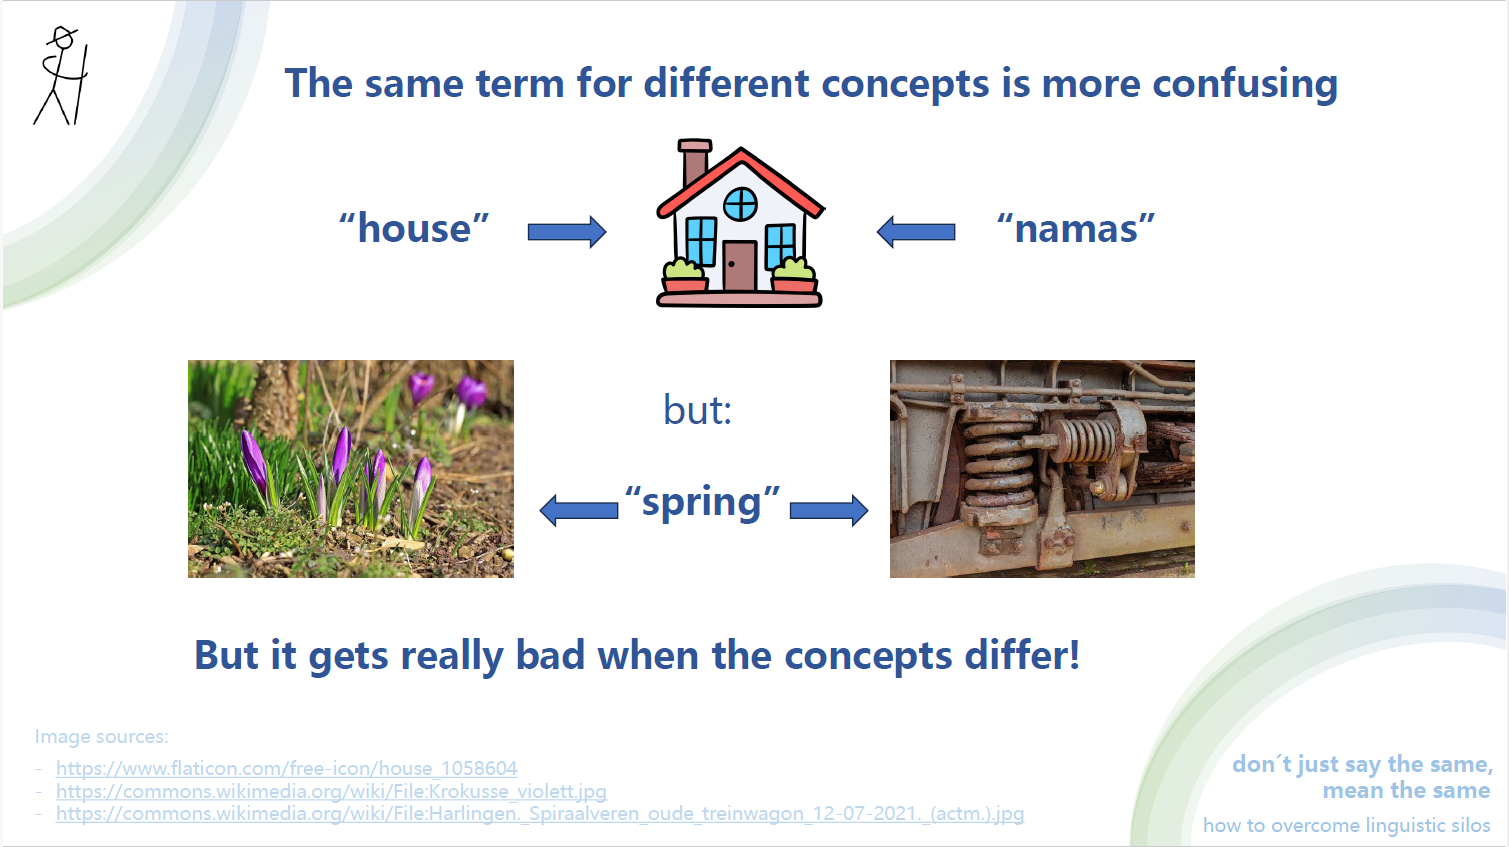 The same term for different concepts is more confusing
“house”
“namas”
but:
“spring”
But it gets really bad when the concepts differ!
Image sources:
- https://www.flaticon.com/free-icon/house_1058604
- https://commons.wikimedia.org/wiki/File:Krokusse_violett.jpg
- https://commons.wikimedia.org/wiki/File:Harlingen._Spiraalveren_oude_treinwagon_12-07-2021._(actm.).jpg
don´t just say the same,
mean the same
how to overcome linguistic silos